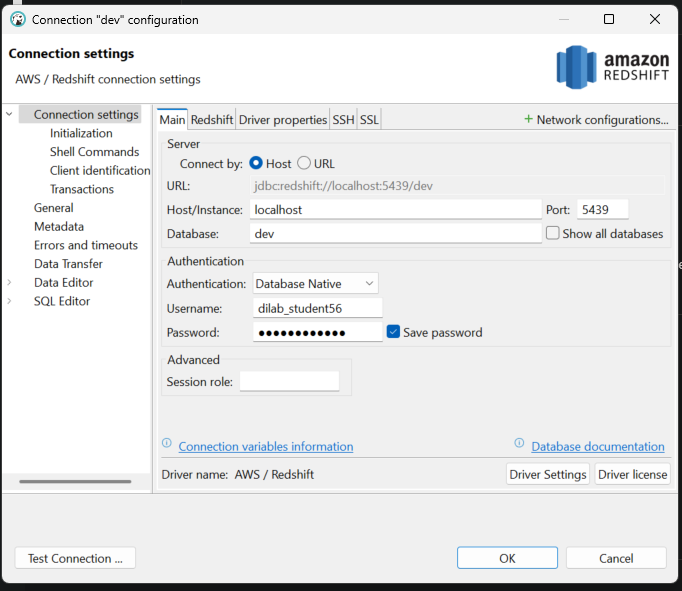 Connection "dev" configuration
Connection settings
AWS / Redshift connection settings
amazon
REDSHIFT
Connection settings
Initialization
Shell Commands
Client identification
Transactions
General
Metadata
Errors and timeouts
Data Transfer
Data Editor
SQL Editor
Main Redshift Driver properties SSH SSL
+ Network configurations...
Server
Connect by: Host URL
URL: jdbc:redshift://localhost:5439/dev
Host/Instance: localhost Port: 5439
Database: dev Show all databases
Authentication
Authentication: Database Native
Username: dilab_student56
Password: ●●●●●●●●●●●● Save password
Advanced
Session role:
Connection variables information Database documentation
Driver name: AWS / Redshift Driver Settings Driver license
Test Connection ... OK Cancel